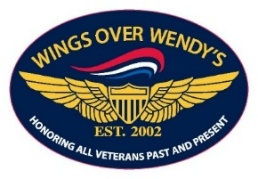 WINGS OVER WENDY'S
EST. 2002
HONORING ALL VETERANS PAST AND PRESENT